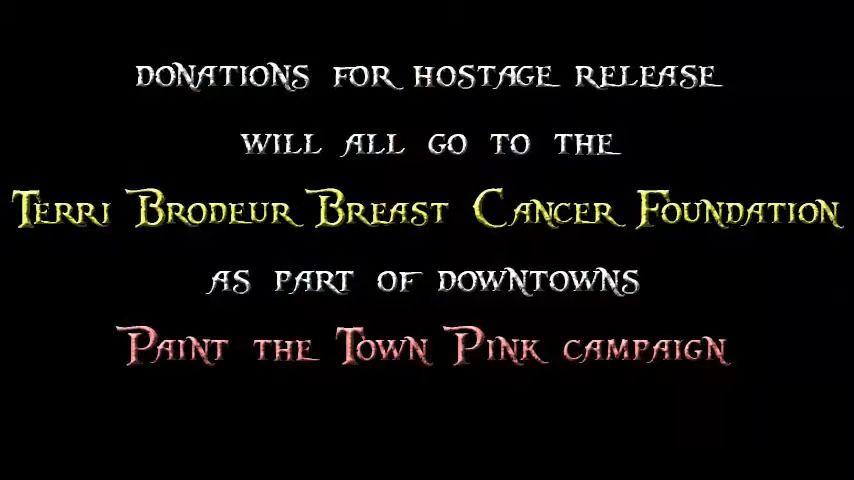 DONATIONS FOR HOSTAGE RELEASE
WILL ALL GO TO THE
TERRI BRODEUR BREAST CANCER FOUNDATION
AS PART OF DOWNTOWNS
PAINT THE TOWN PINK CAMPAIGN